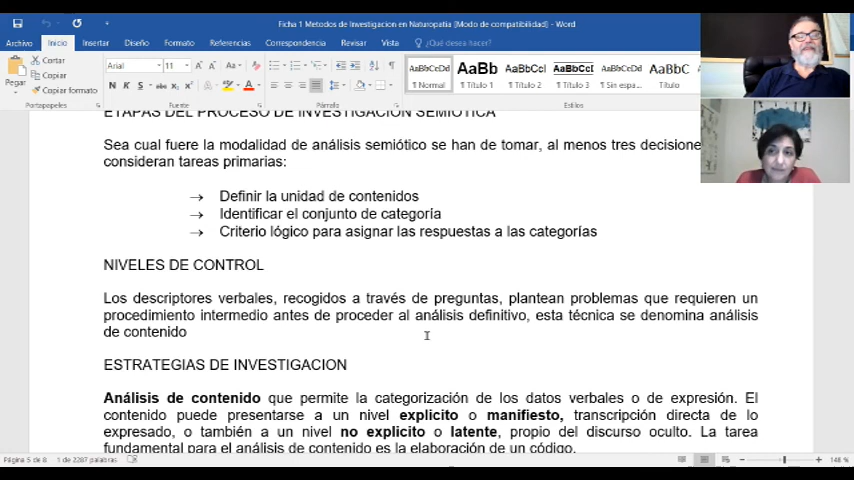 Ficha 1 Metodos de Investigacion en Naturopatia [Modo de compatibilidad] - Word
Archivo Inicio Insertar Diseño Formato Referencias Correspondencia Revisar Vista ¿Qué desea hacer?
Cortar
Copiar
Copiar formato
Pegar
Arial 11
N K S abc
AaBbCcDd AaBb AaBbCcI AaBbCcI AaBbCcDd AaBbC
¶ Normal ¶ Título 1 ¶ Título 2 ¶ Título 3 ¶ Sin espa... Título
Portapapeles Fuente Párrafo Estilos
ETAPAS DEL PROCESO DE INVESTIGACION SEMIOTICA
Sea cual fuere la modalidad de análisis semiótico se han de tomar, al menos tres decisione
consideran tareas primarias:
→ Definir la unidad de contenidos
→ Identificar el conjunto de categoría
→ Criterio lógico para asignar las respuestas a las categorías
NIVELES DE CONTROL
Los descriptores verbales, recogidos a través de preguntas, plantean problemas que requieren un
procedimiento intermedio antes de proceder al análisis definitivo, esta técnica se denomina análisis
de contenido
ESTRATEGIAS DE INVESTIGACION
Análisis de contenido que permite la categorización de los datos verbales o de expresión. El
contenido puede presentarse a un nivel explicito o manifiesto, transcripción directa de lo
expresado, o también a un nivel no explicito o latente, propio del discurso oculto. La tarea
fundamental para el análisis de contenido es la elaboración de un código.
Página 5 de 8 1 de 2287 palabras 148 %